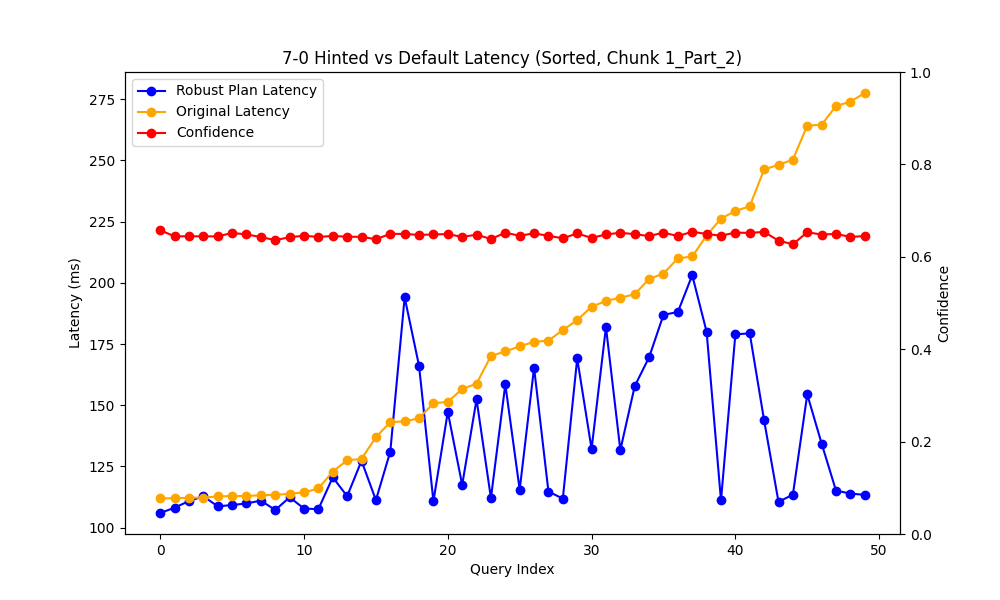 7-0 Hinted vs Default Latency (Sorted, Chunk 1_Part_2)
Robust Plan Latency
Original Latency
Confidence
275
250
225
200
175
150
125
100
Latency (ms)
1.0
0.8
0.6
0.4
0.2
0.0
Confidence
0 10 20 30 40 50
Query Index